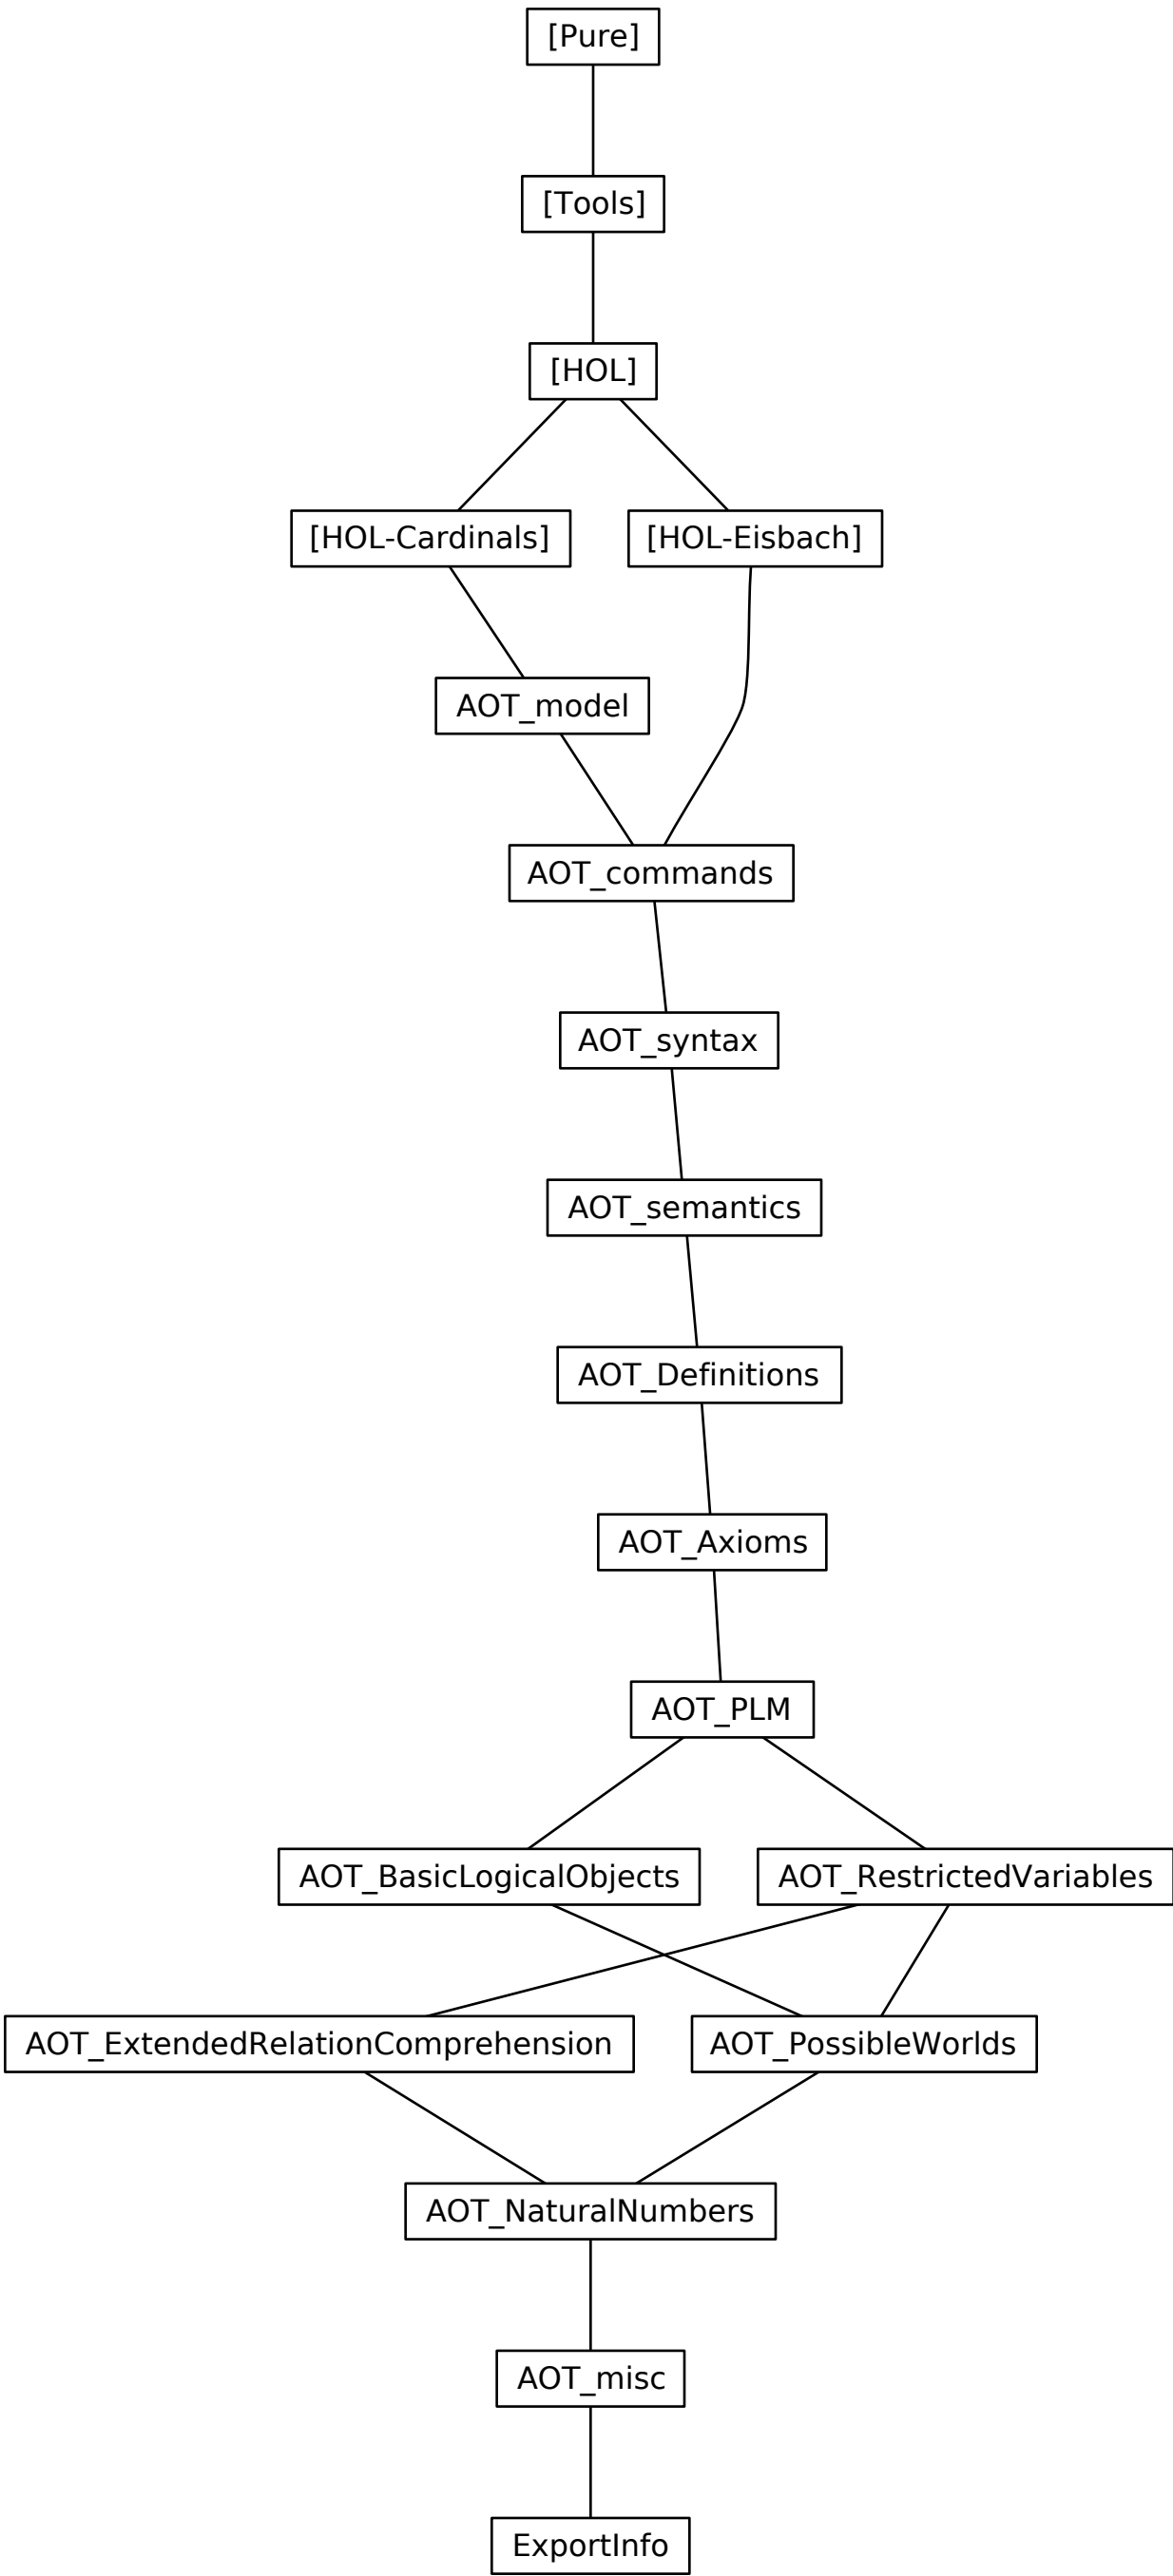 [Pure]
[Tools]
[HOL]
[HOL-Cardinals]
[HOL-Eisbach]
AOT_model
AOT_commands
AOT_syntax
AOT_semantics
AOT_Definitions
AOT_Axioms
AOT_PLM
AOT_BasicLogicalObjects
AOT_RestrictedVariables
AOT_ExtendedRelationComprehension
AOT_PossibleWorlds
AOT_NaturalNumbers
AOT_misc
ExportInfo